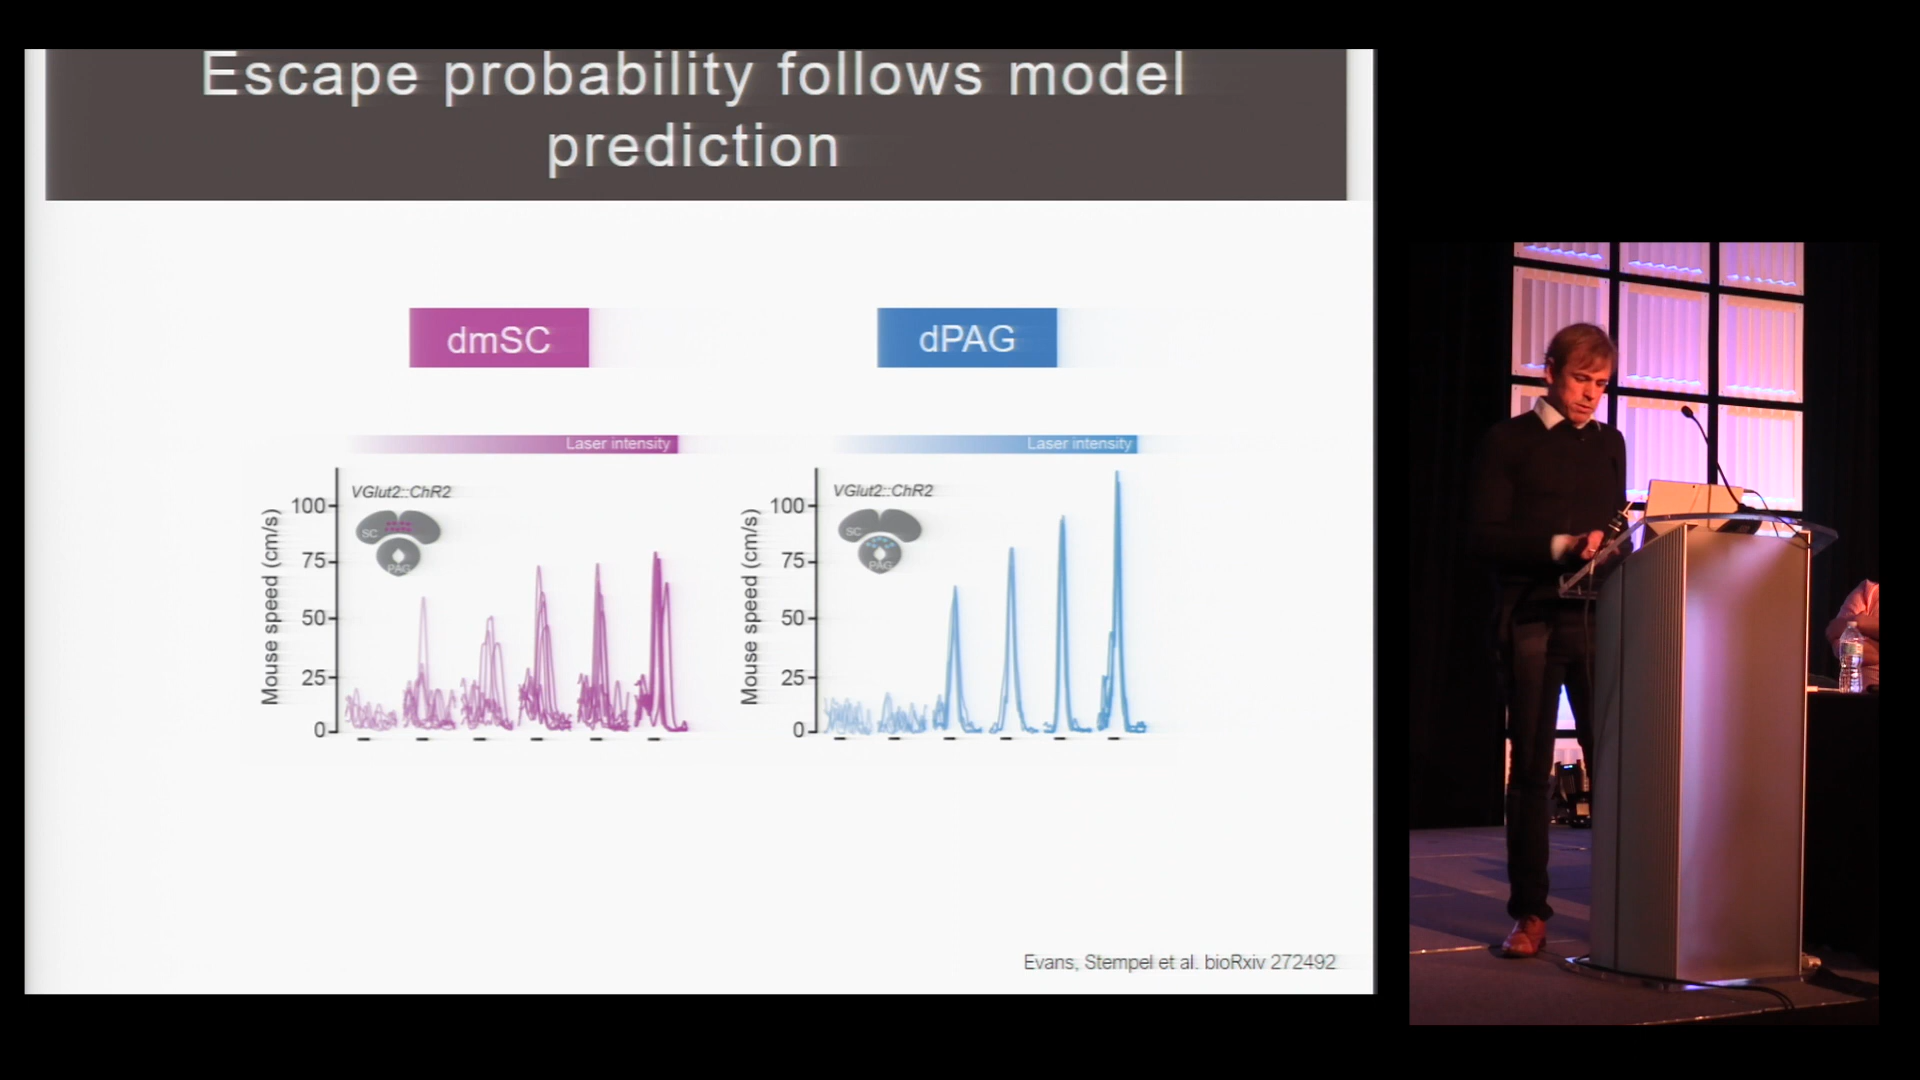 Escape probability follows model
prediction
dmSC
dPAG
Laser intensity
Laser intensity
VGlut2::ChR2
SC
PAG
Mouse speed (cm/s)
100
75
50
25
0
VGlut2::ChR2
SC
PAG
Mouse speed (cm/s)
100
75
50
25
0
Evans, Stempel et al. bioRxiv 272492